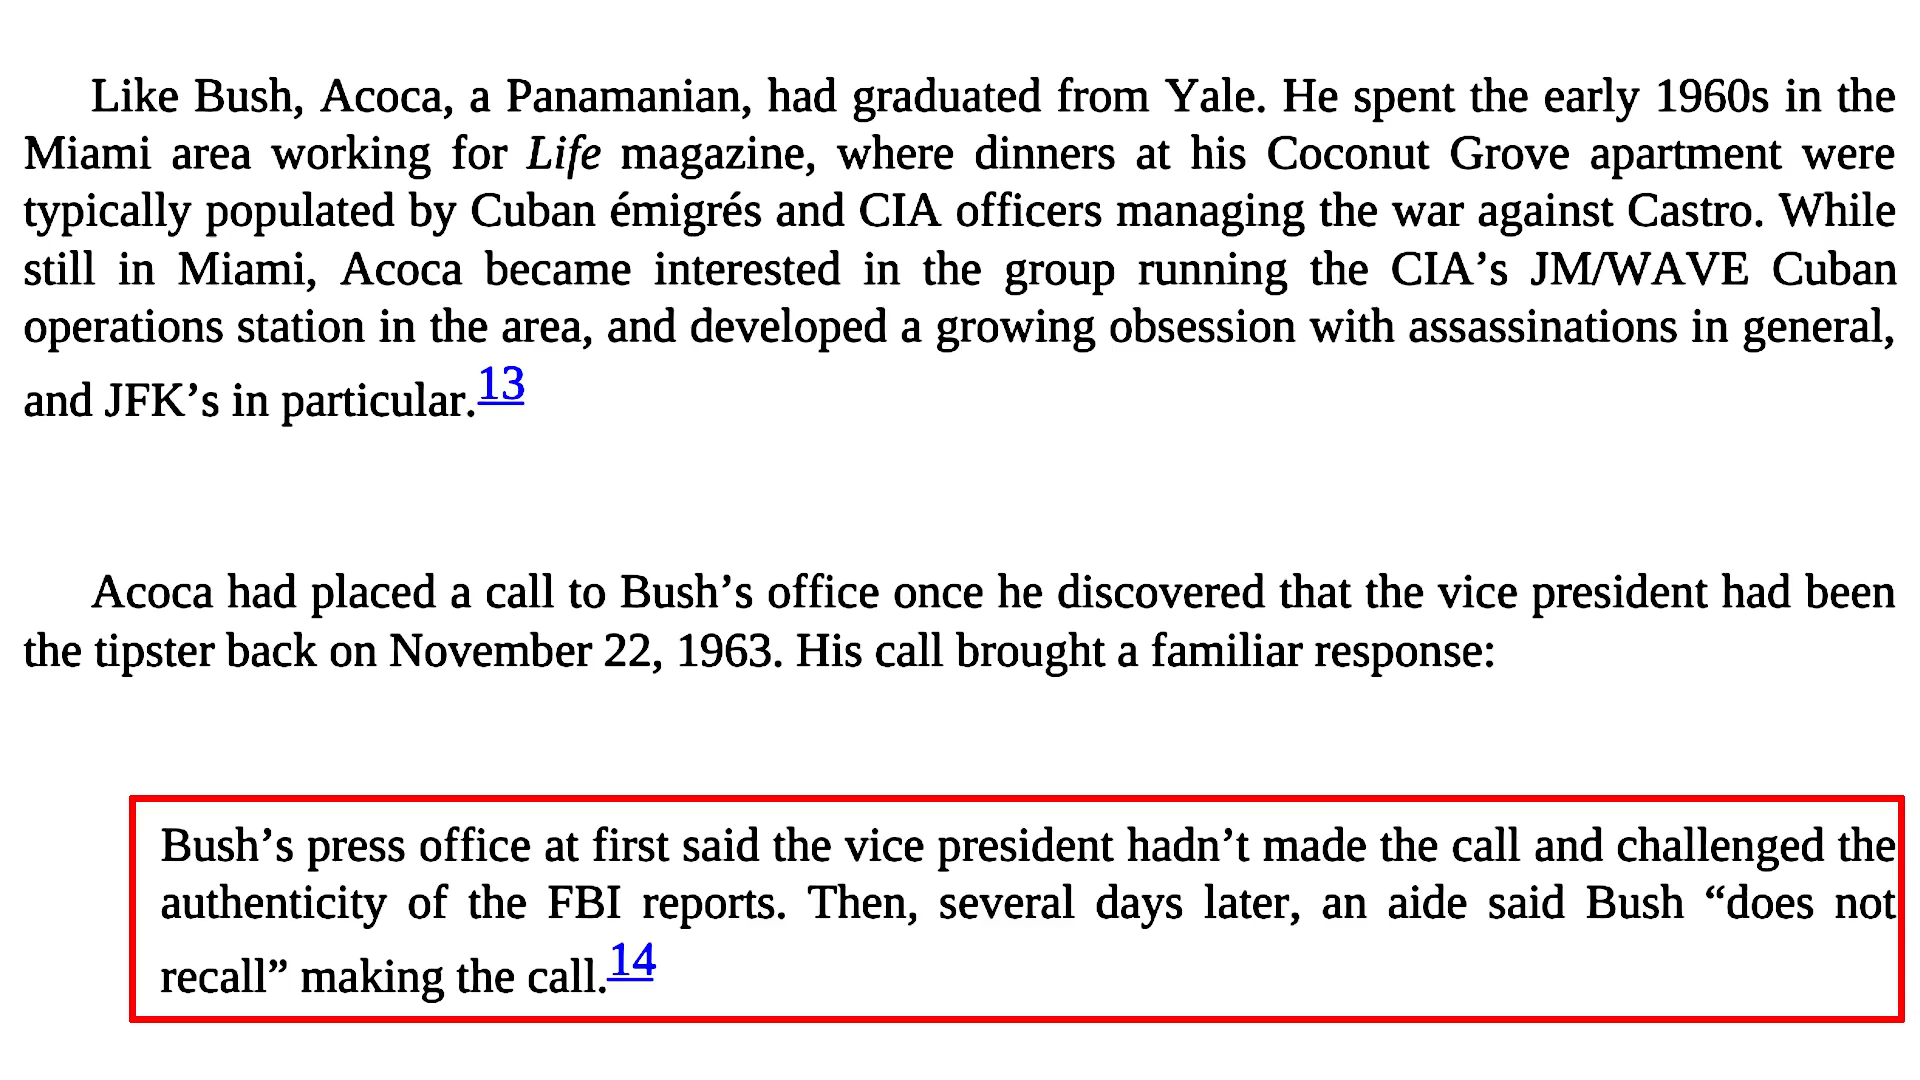 Like Bush, Acoca, a Panamanian, had graduated from Yale. He spent the early 1960s in the
Miami area working for Life magazine, where dinners at his Coconut Grove apartment were
typically populated by Cuban émigrés and CIA officers managing the war against Castro. While
still in Miami, Acoca became interested in the group running the CIA’s JM/WAVE Cuban
operations station in the area, and developed a growing obsession with assassinations in general,
and JFK’s in particular.13
Acoca had placed a call to Bush’s office once he discovered that the vice president had been
the tipster back on November 22, 1963. His call brought a familiar response:
Bush’s press office at first said the vice president hadn’t made the call and challenged the
authenticity of the FBI reports. Then, several days later, an aide said Bush “does not
recall” making the call.14